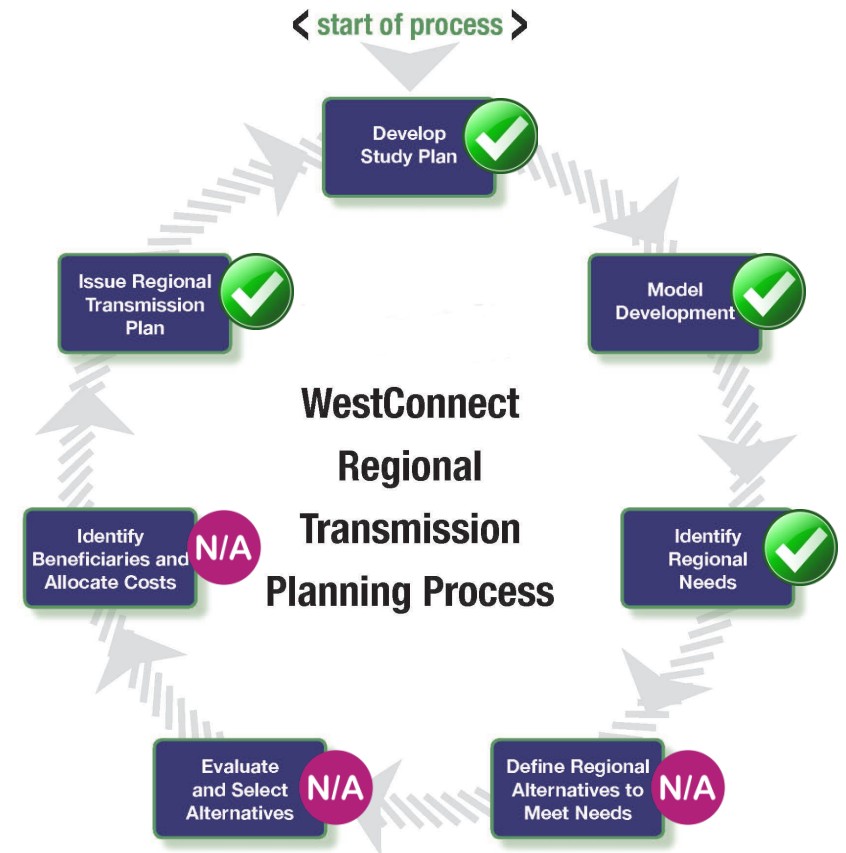 < start of process >
Develop
Study Plan
Model
Development
Identify
Regional
Needs
Define Regional
Alternatives to
Meet Needs
N/A
Evaluate
and Select
Alternatives
N/A
Identify
Beneficiaries and
Allocate Costs
N/A
Issue Regional
Transmission
Plan
WestConnect
Regional
Transmission
Planning Process